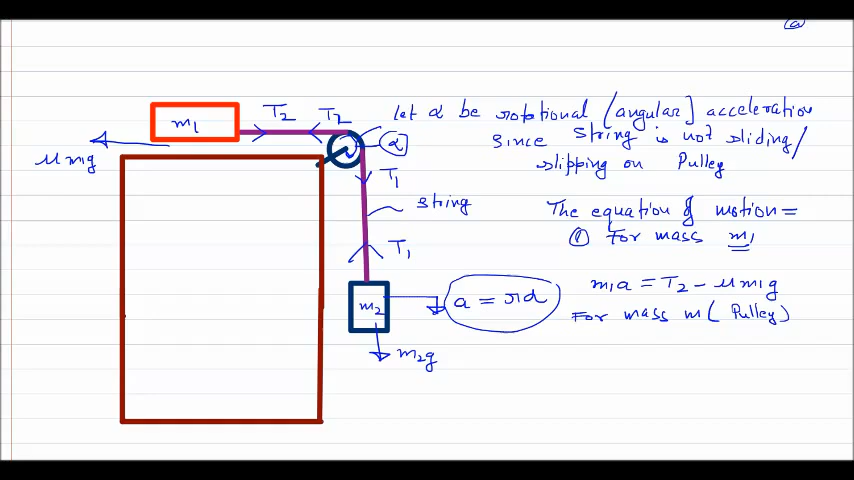 a
let α be rotational /angular] acceleration
since string is not sliding/
slipping on Pulley
m1
T2
T2
α
μmg
T1
string
T1
The equation of motion =
① For mass m1
m1a = T2 - μm1g
For mass m ( Pulley)
a = rα
m2
m2g